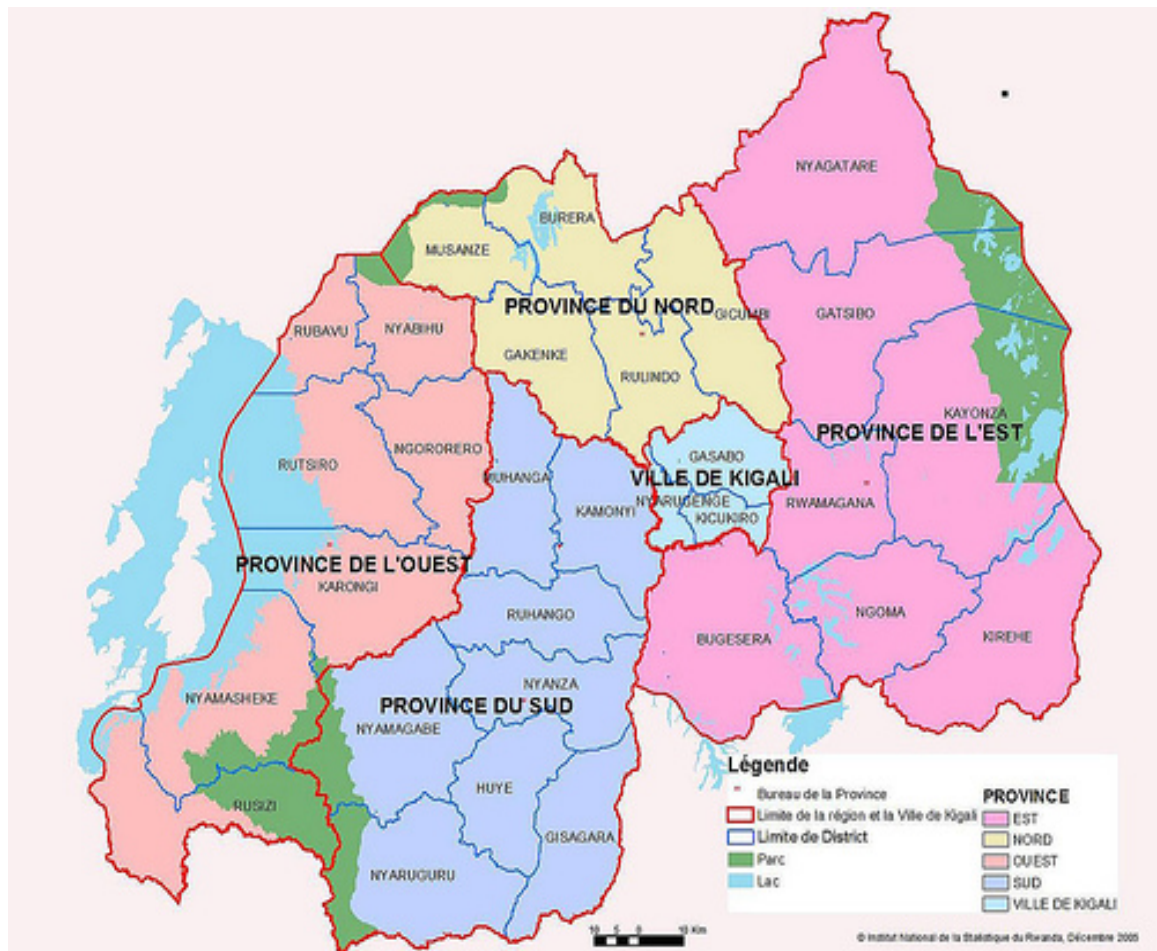 NYAGATARE
BURERA
MUSANZE
PROVINCE DU NORD
GICUMBI
GATSIBO
RUBAVU
NYABIHU
GAKENKE
RULINDO
KAYONZA
PROVINCE DE L'EST
NGORORERO
RUTSIRO
MUHANGA
GASABO
VILLE DE KIGALI
NYARUGENGE
KICUKIRO
RWAMAGANA
KAMONYI
PROVINCE DE L'OUEST
KARONGI
RUHANGO
BUGESERA
NGOMA
KIREHE
NYAMASHEKE
NYANZA
PROVINCE DU SUD
NYAMAGABE
HUYE
RUSIZI
GISAGARA
NYARUGURU
Légende
Bureau de la Province
Limite de la région et la Ville de Kigali
Limite de District
Parc
Lac
PROVINCE
EST
NORD
OUEST
SUD
VILLE DE KIGALI
10 5 0 10 Km
© Institut National de la Statistique du Rwanda, Décembre 2005